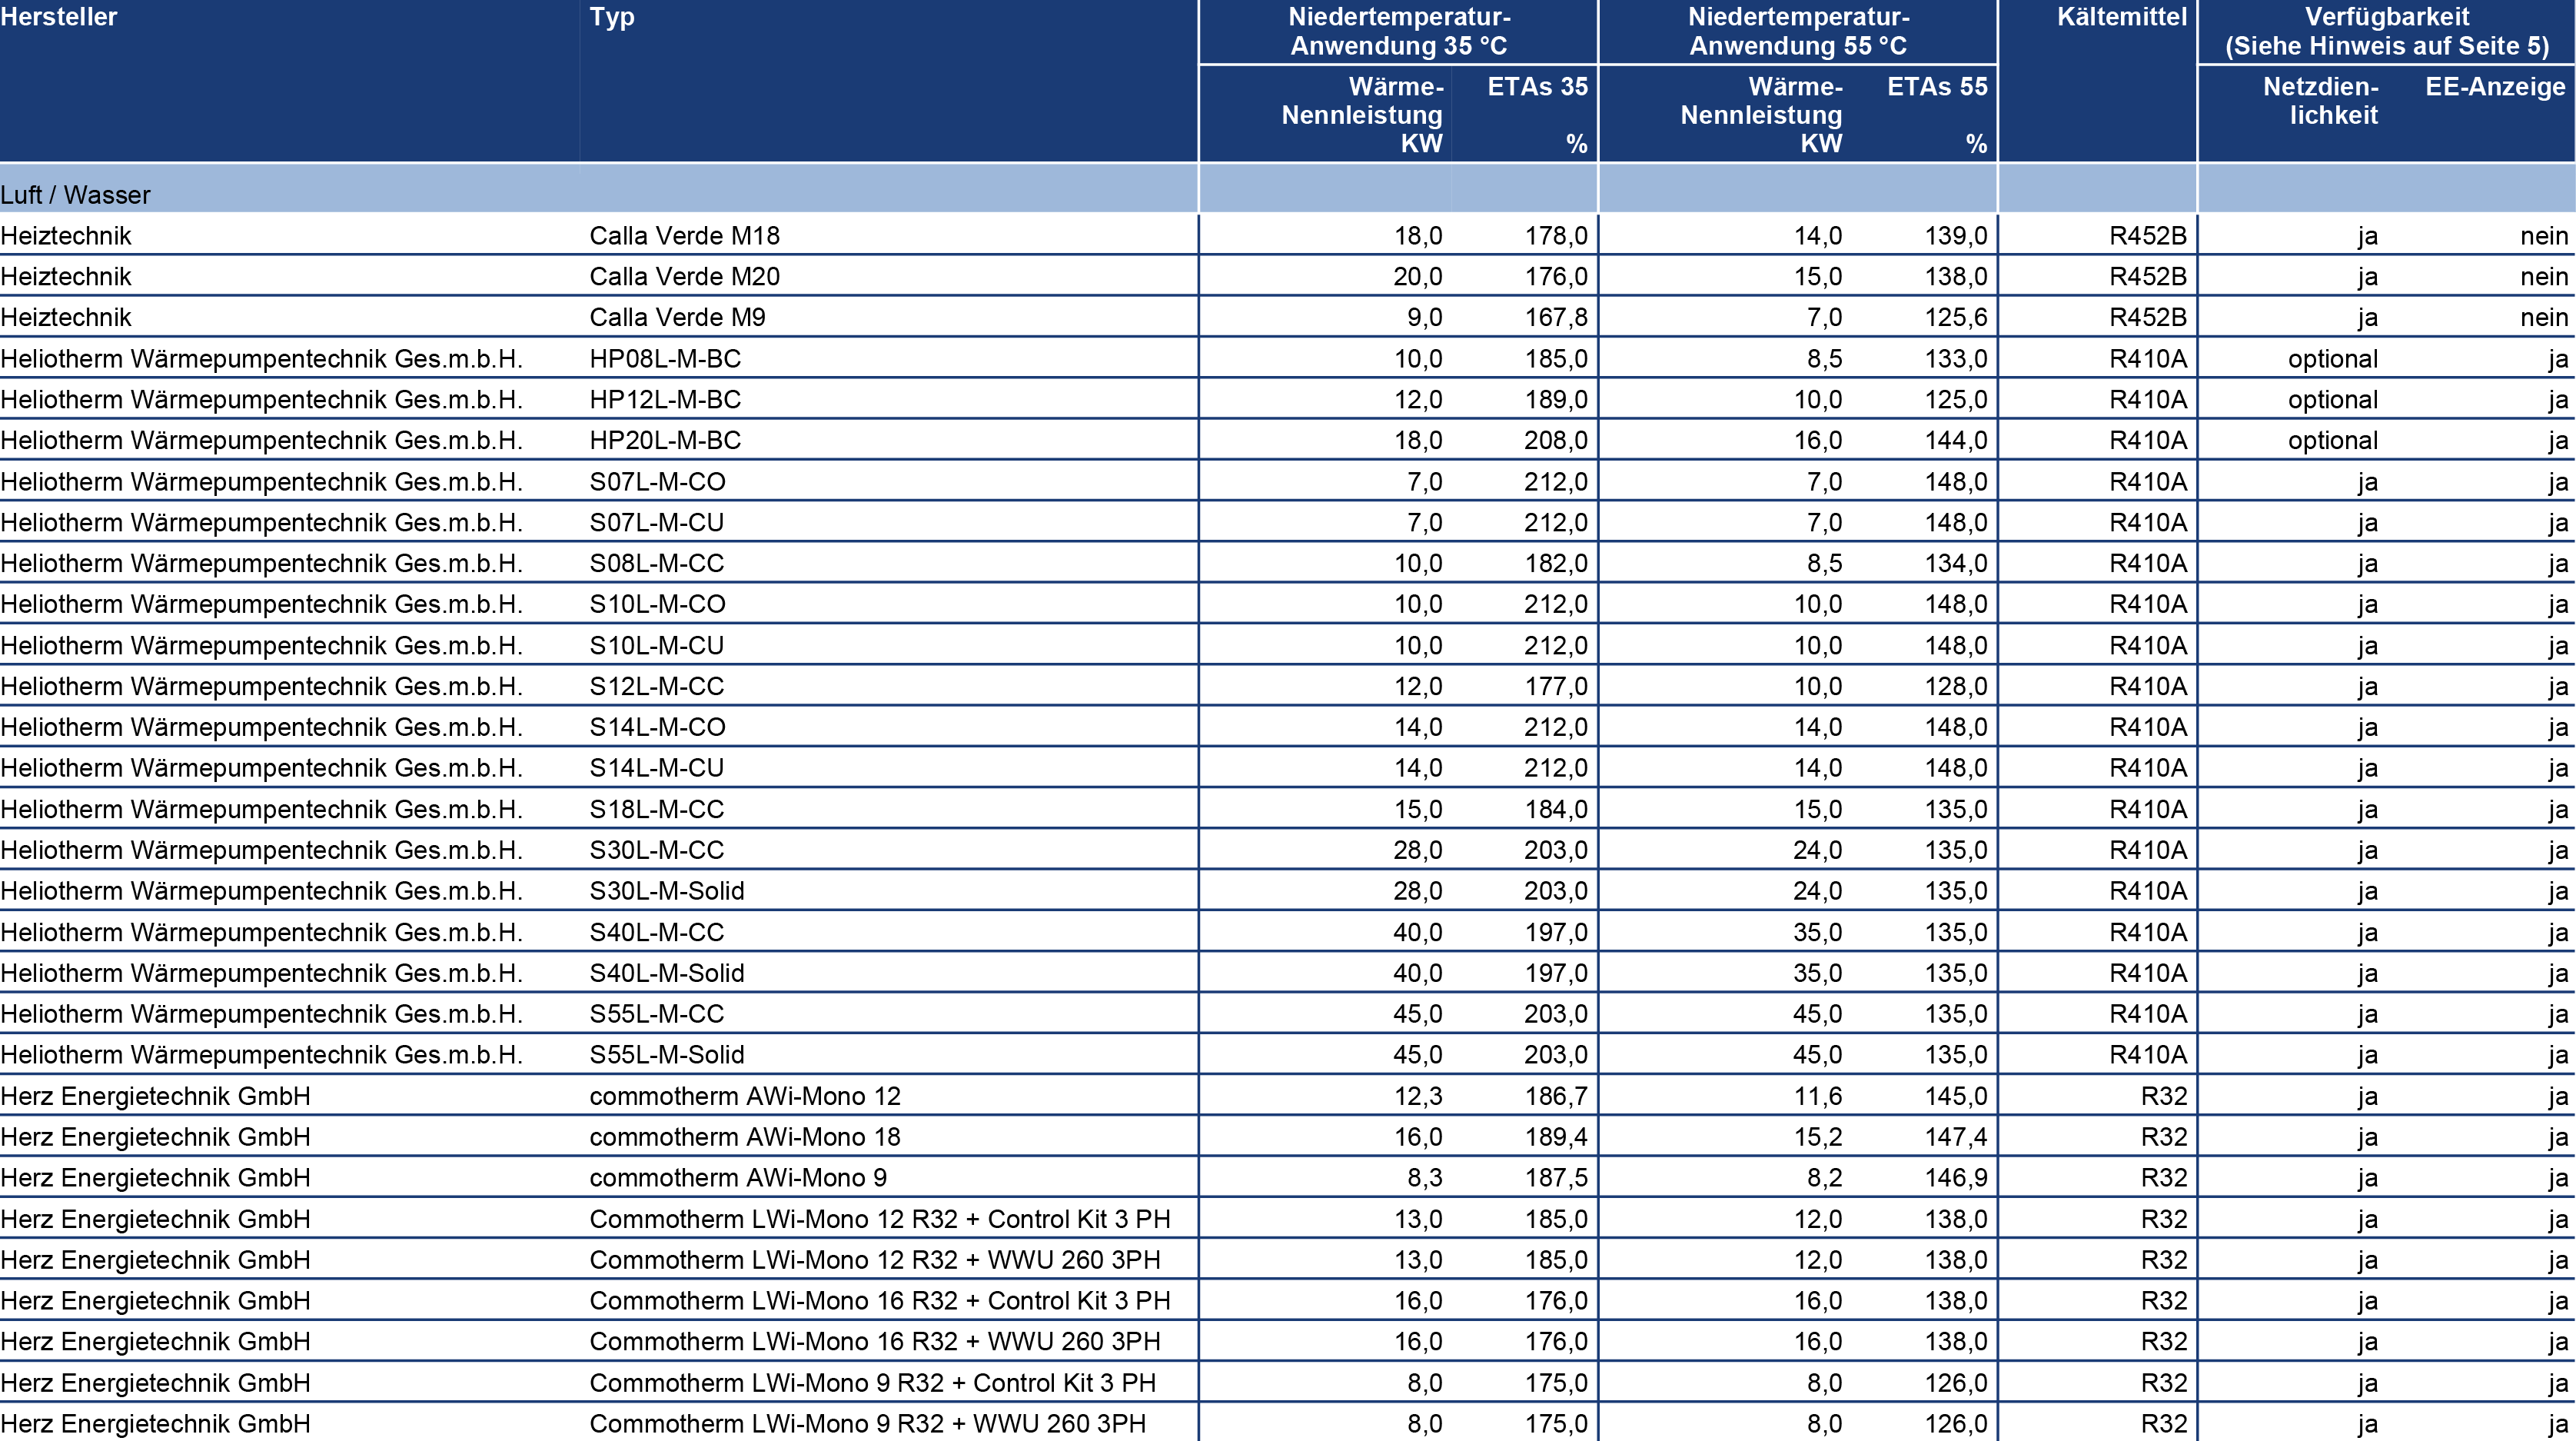 Hersteller Typ Niedertemperatur- Niedertemperatur- Kältemittel Verfügbarkeit
Anwendung 35 °C Anwendung 55 °C (Siehe Hinweis auf Seite 5)
Wärme- ETAs 35 Wärme- ETAs 55 Netzdien- EE-Anzeige
Nennleistung Nennleistung lichkeit
KW % KW %
Luft / Wasser
Heiztechnik Calla Verde M18 18,0 178,0 14,0 139,0 R452B ja nein
Heiztechnik Calla Verde M20 20,0 176,0 15,0 138,0 R452B ja nein
Heiztechnik Calla Verde M9 9,0 167,8 7,0 125,6 R452B ja nein
Heliotherm Wärmepumpentechnik Ges.m.b.H. HP08L-M-BC 10,0 185,0 8,5 133,0 R410A optional ja
Heliotherm Wärmepumpentechnik Ges.m.b.H. HP12L-M-BC 12,0 189,0 10,0 125,0 R410A optional ja
Heliotherm Wärmepumpentechnik Ges.m.b.H. HP20L-M-BC 18,0 208,0 16,0 144,0 R410A optional ja
Heliotherm Wärmepumpentechnik Ges.m.b.H. S07L-M-CO 7,0 212,0 7,0 148,0 R410A ja ja
Heliotherm Wärmepumpentechnik Ges.m.b.H. S07L-M-CU 7,0 212,0 7,0 148,0 R410A ja ja
Heliotherm Wärmepumpentechnik Ges.m.b.H. S08L-M-CC 10,0 182,0 8,5 134,0 R410A ja ja
Heliotherm Wärmepumpentechnik Ges.m.b.H. S10L-M-CO 10,0 212,0 10,0 148,0 R410A ja ja
Heliotherm Wärmepumpentechnik Ges.m.b.H. S10L-M-CU 10,0 212,0 10,0 148,0 R410A ja ja
Heliotherm Wärmepumpentechnik Ges.m.b.H. S12L-M-CC 12,0 177,0 10,0 128,0 R410A ja ja
Heliotherm Wärmepumpentechnik Ges.m.b.H. S14L-M-CO 14,0 212,0 14,0 148,0 R410A ja ja
Heliotherm Wärmepumpentechnik Ges.m.b.H. S14L-M-CU 14,0 212,0 14,0 148,0 R410A ja ja
Heliotherm Wärmepumpentechnik Ges.m.b.H. S18L-M-CC 15,0 184,0 15,0 135,0 R410A ja ja
Heliotherm Wärmepumpentechnik Ges.m.b.H. S30L-M-CC 28,0 203,0 24,0 135,0 R410A ja ja
Heliotherm Wärmepumpentechnik Ges.m.b.H. S30L-M-Solid 28,0 203,0 24,0 135,0 R410A ja ja
Heliotherm Wärmepumpentechnik Ges.m.b.H. S40L-M-CC 40,0 197,0 35,0 135,0 R410A ja ja
Heliotherm Wärmepumpentechnik Ges.m.b.H. S40L-M-Solid 40,0 197,0 35,0 135,0 R410A ja ja
Heliotherm Wärmepumpentechnik Ges.m.b.H. S55L-M-CC 45,0 203,0 45,0 135,0 R410A ja ja
Heliotherm Wärmepumpentechnik Ges.m.b.H. S55L-M-Solid 45,0 203,0 45,0 135,0 R410A ja ja
Herz Energietechnik GmbH commotherm AWi-Mono 12 12,3 186,7 11,6 145,0 R32 ja ja
Herz Energietechnik GmbH commotherm AWi-Mono 18 16,0 189,4 15,2 147,4 R32 ja ja
Herz Energietechnik GmbH commotherm AWi-Mono 9 8,3 187,5 8,2 146,9 R32 ja ja
Herz Energietechnik GmbH Commotherm LWi-Mono 12 R32 + Control Kit 3 PH 13,0 185,0 12,0 138,0 R32 ja ja
Herz Energietechnik GmbH Commotherm LWi-Mono 12 R32 + WWU 260 3PH 13,0 185,0 12,0 138,0 R32 ja ja
Herz Energietechnik GmbH Commotherm LWi-Mono 16 R32 + Control Kit 3 PH 16,0 176,0 16,0 138,0 R32 ja ja
Herz Energietechnik GmbH Commotherm LWi-Mono 16 R32 + WWU 260 3PH 16,0 176,0 16,0 138,0 R32 ja ja
Herz Energietechnik GmbH Commotherm LWi-Mono 9 R32 + Control Kit 3 PH 8,0 175,0 8,0 126,0 R32 ja ja
Herz Energietechnik GmbH Commotherm LWi-Mono 9 R32 + WWU 260 3PH 8,0 175,0 8,0 126,0 R32 ja ja